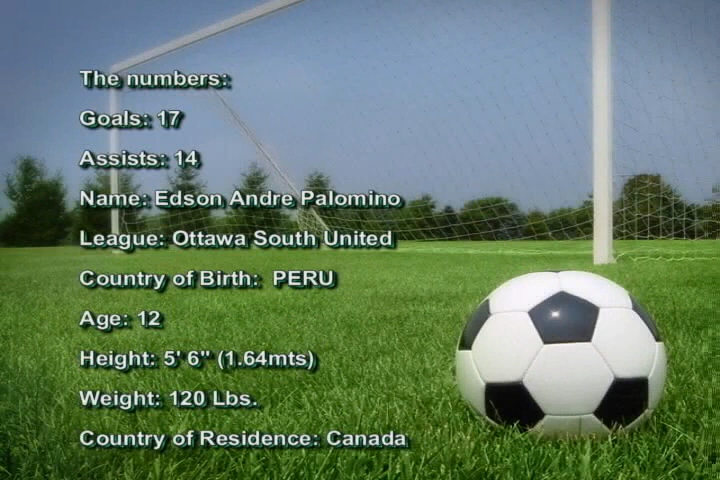 The numbers:
Goals: 17
Assists: 14
Name: Edson Andre Palomino
League: Ottawa South United
Country of Birth:  PERU
Age: 12
Height: 5' 6" (1.64mts)
Weight: 120 Lbs.
Country of Residence: Canada